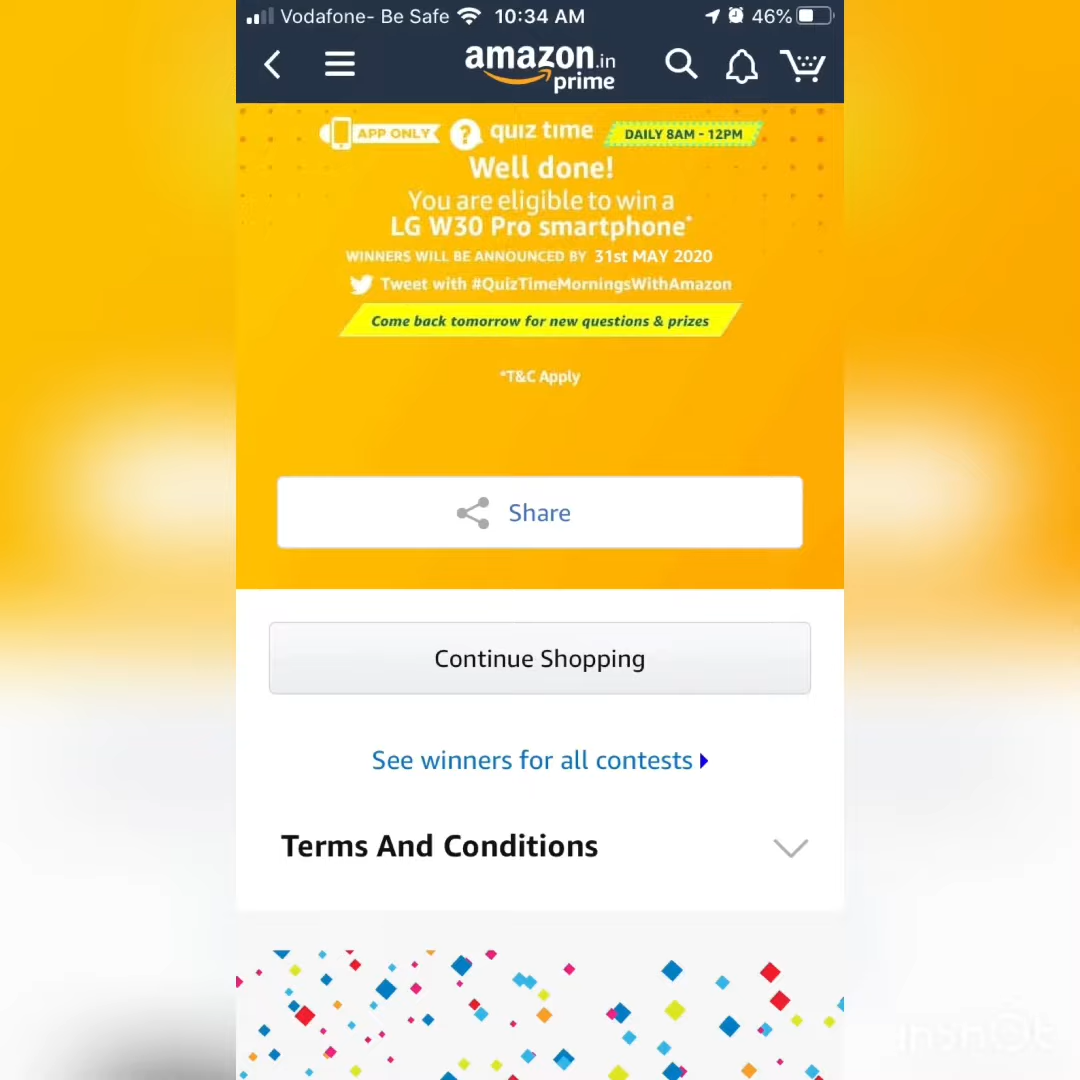 Vodafone- Be Safe 10:34 AM 46%
amazon.in
prime
APP ONLY ? quiz time DAILY 8AM - 12PM
Well done!
You are eligible to win a
LG W30 Pro smartphone*
WINNERS WILL BE ANNOUNCED BY 31st MAY 2020
Tweet with #QuizTimeMorningsWithAmazon
Come back tomorrow for new questions & prizes
*T&C Apply
Share
Continue Shopping
See winners for all contests
Terms And Conditions